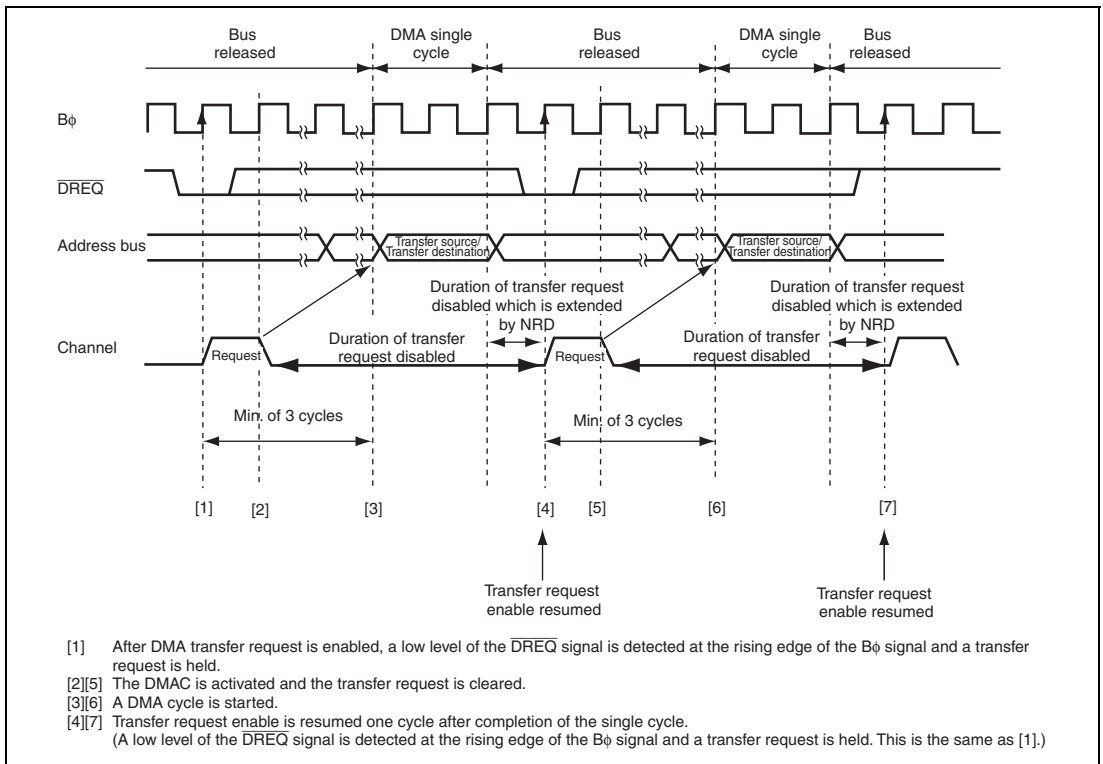 Bus released
DMA single cycle
Bus released
DMA single cycle
Bus released
Bϕ
DREQ
Address bus
Transfer source/
Transfer destination
Transfer source/
Transfer destination
Duration of transfer request
disabled which is extended
by NRD
Duration of transfer request
disabled which is extended
by NRD
Channel
Request
Duration of transfer
request disabled
Request
Duration of transfer
request disabled
Min. of 3 cycles
Min. of 3 cycles
[1]
[2]
[3]
[4]
[5]
[6]
[7]
Transfer request
enable resumed
Transfer request
enable resumed
[1] After DMA transfer request is enabled, a low level of the DREQ signal is detected at the rising edge of the Bϕ signal and a transfer
request is held.
[2][5] The DMAC is activated and the transfer request is cleared.
[3][6] A DMA cycle is started.
[4][7] Transfer request enable is resumed one cycle after completion of the single cycle.
(A low level of the DREQ signal is detected at the rising edge of the Bϕ signal and a transfer request is held. This is the same as [1].)